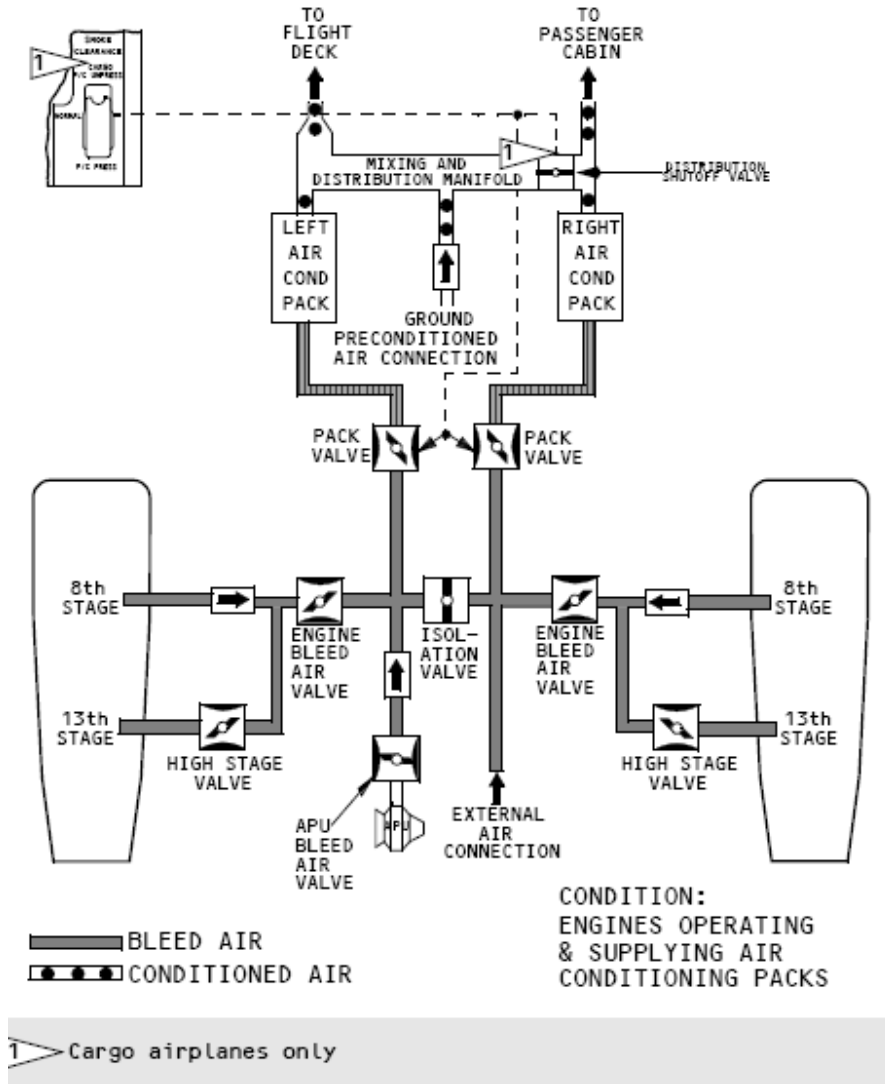 TO
FLIGHT
DECK
TO
PASSENGER
CABIN
SMOKE
CLEARANCE
CARGO
P/C UNPRESS
1
NORMAL
P/C PRESS
1
MIXING AND
DISTRIBUTION MANIFOLD
DISTRIBUTION
SHUTOFF VALVE
LEFT
AIR
COND
PACK
RIGHT
AIR
COND
PACK
GROUND
PRECONDITIONED
AIR CONNECTION
PACK
VALVE
PACK
VALVE
8th
STAGE
8th
STAGE
ENGINE
BLEED
AIR
VALVE
ISOL-
ATION
VALVE
ENGINE
BLEED
AIR
VALVE
13th
STAGE
13th
STAGE
HIGH STAGE
VALVE
HIGH STAGE
VALVE
APU
BLEED
AIR
VALVE
APU
EXTERNAL
AIR
CONNECTION
BLEED AIR
CONDITIONED AIR
CONDITION:
ENGINES OPERATING
& SUPPLYING AIR
CONDITIONING PACKS
1 Cargo airplanes only